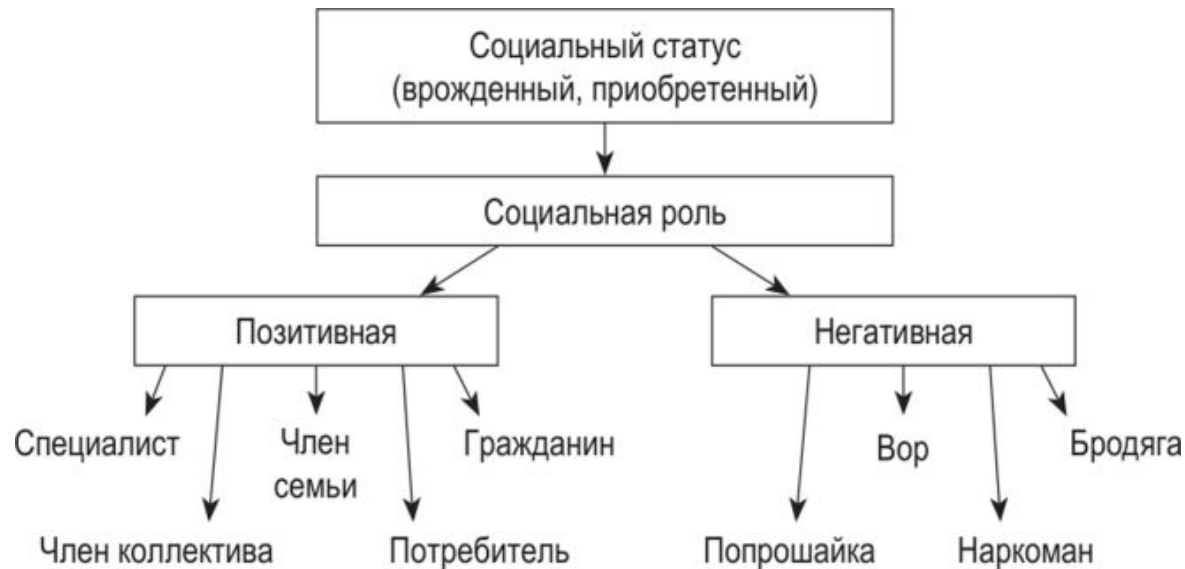 Социальный статус
(врожденный, приобретенный)
Социальная роль
Позитивная
Негативная
Специалист
Член
семьи
Гражданин
Вор
Бродяга
Член коллектива
Потребитель
Попрошайка
Наркоман